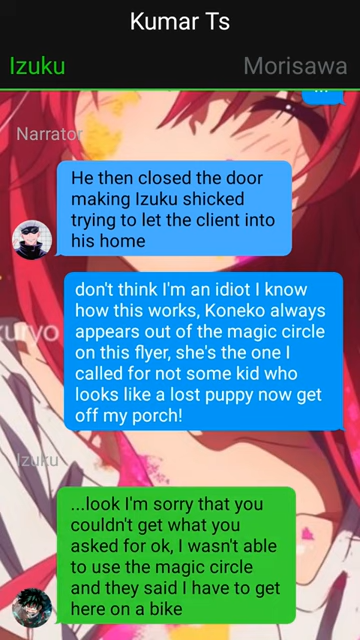 Kumar Ts
Izuku
Morisawa
...
Narrator
He then closed the door
making Izuku shicked
trying to let the client into
his home
don't think I'm an idiot I know
how this works, Koneko always
appears out of the magic circle
on this flyer, she's the one I
called for not some kid who
looks like a lost puppy now get
off my porch!
kuryo
Izuku
...look I'm sorry that you
couldn't get what you
asked for ok, I wasn't able
to use the magic circle
and they said I have to get
here on a bike